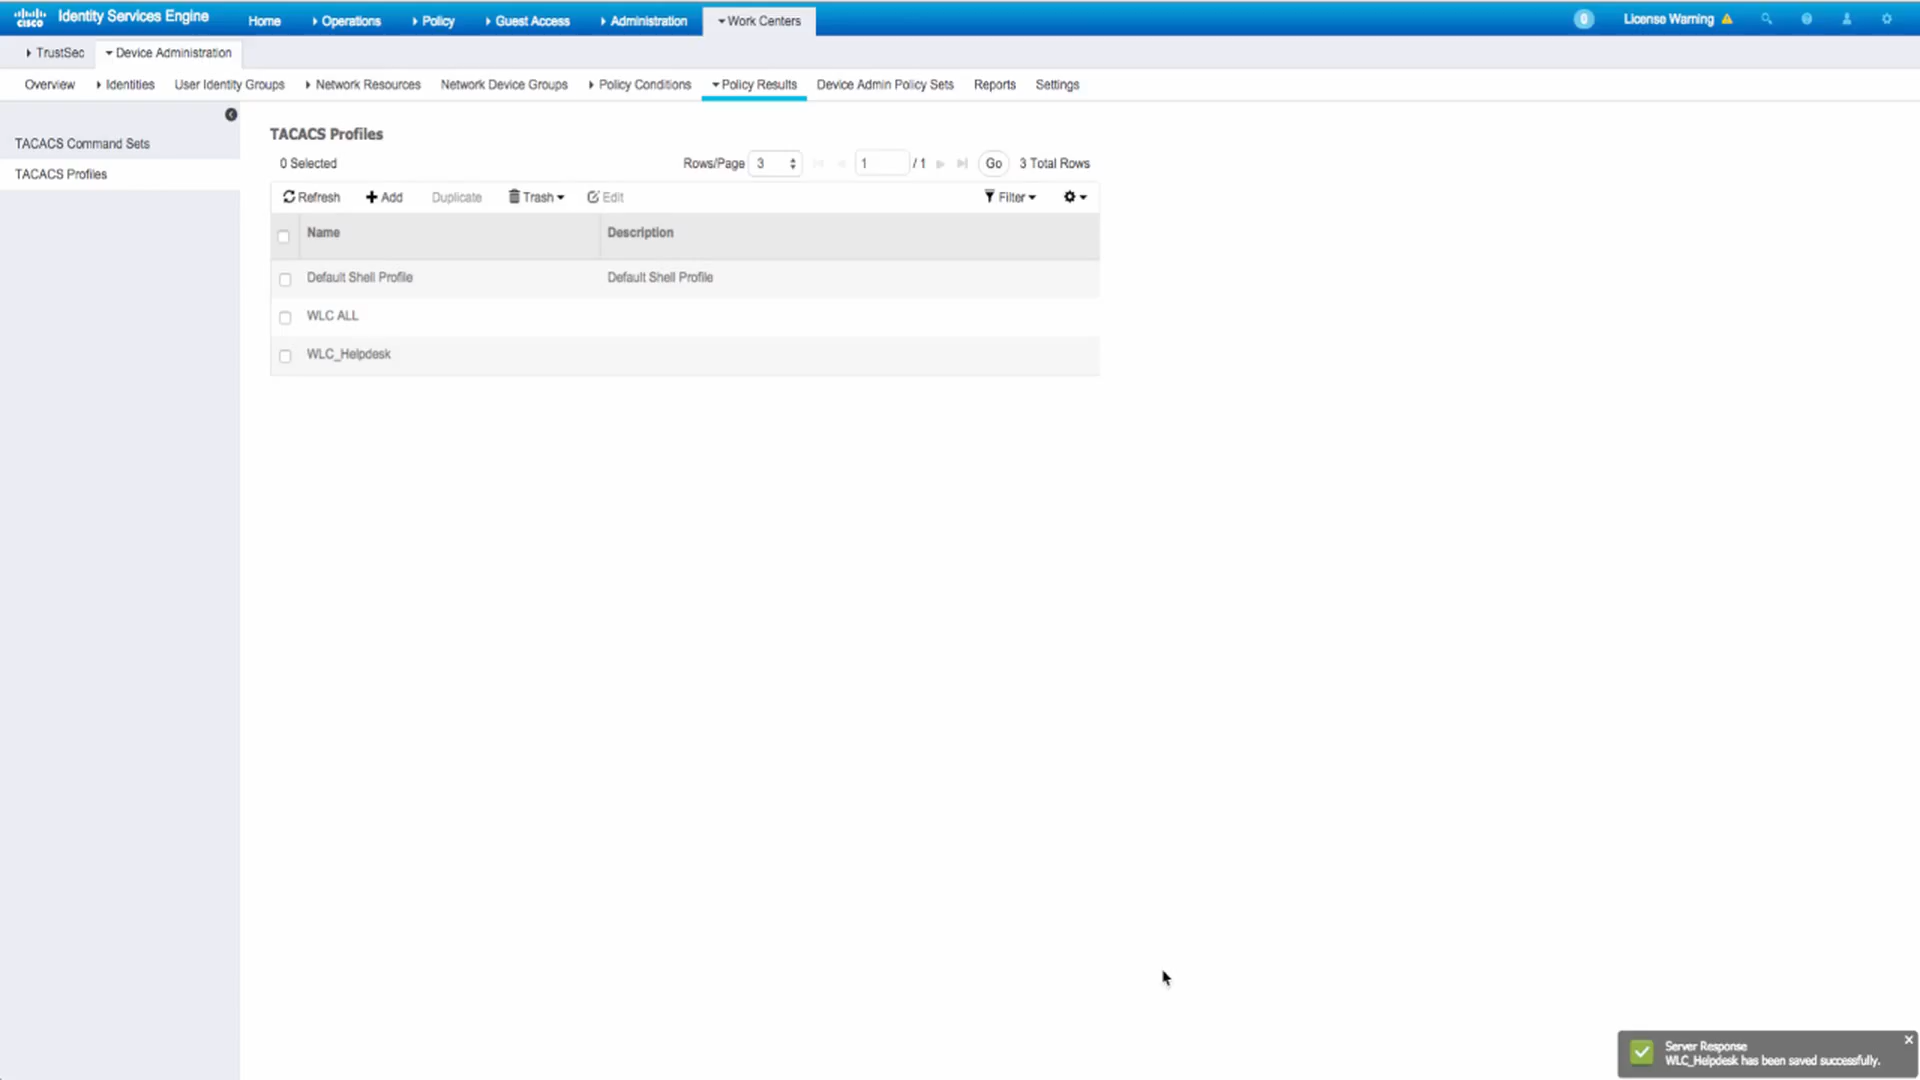 cisco Identity Services Engine Home Operations Policy Guest Access Administration Work Centers 0 License Warning
TrustSec Device Administration
Overview Identities User Identity Groups Network Resources Network Device Groups Policy Conditions Policy Results Device Admin Policy Sets Reports Settings
TACACS Command Sets
TACACS Profiles
TACACS Profiles
0 Selected Rows/Page 3 1 / 1 Go 3 Total Rows
Refresh Add Duplicate Trash Edit Filter
Name Description
Default Shell Profile Default Shell Profile
WLC ALL
WLC_Helpdesk
Server Response
WLC_Helpdesk has been saved successfully.